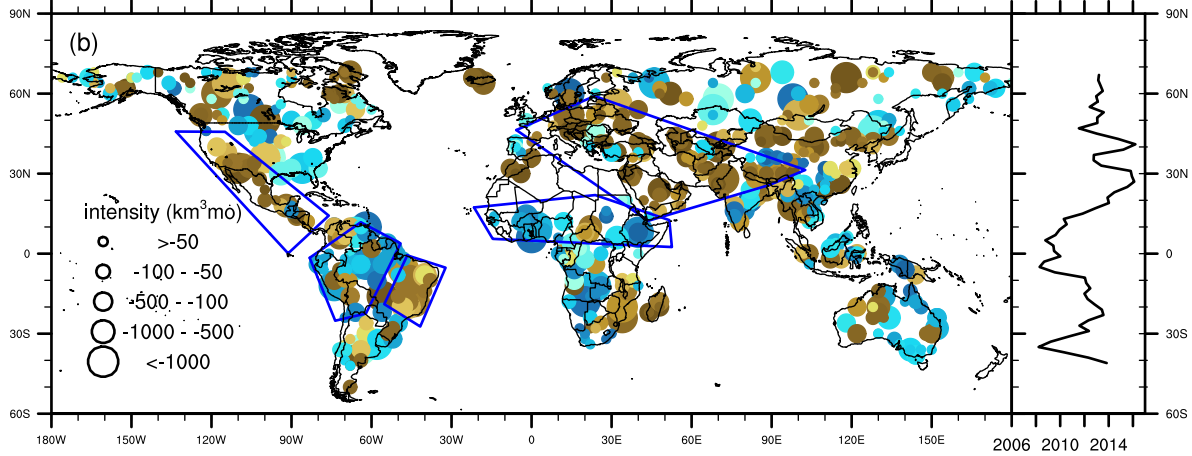 90N
90N
(b)
60N
60N
30N
30N
intensity (km³mo)
>-50
0
-100 - -50
0
-500 - -100
30S
-1000 - -500
30S
<-1000
60S
60S
180W 150W 120W 90W 60W 30W 0 30E 60E 90E 120E 150E
2006 2010 2014